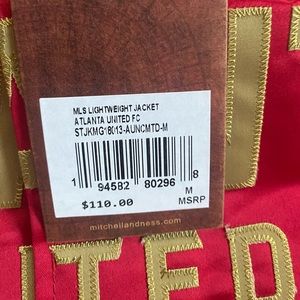 MLS LIGHTWEIGHT JACKET
ATLANTA UNITED FC
STJKMG18013-AUNCMTD-M
1 94582 80296 8
M
$110.00 MSRP
mitchellandness.com
ITED